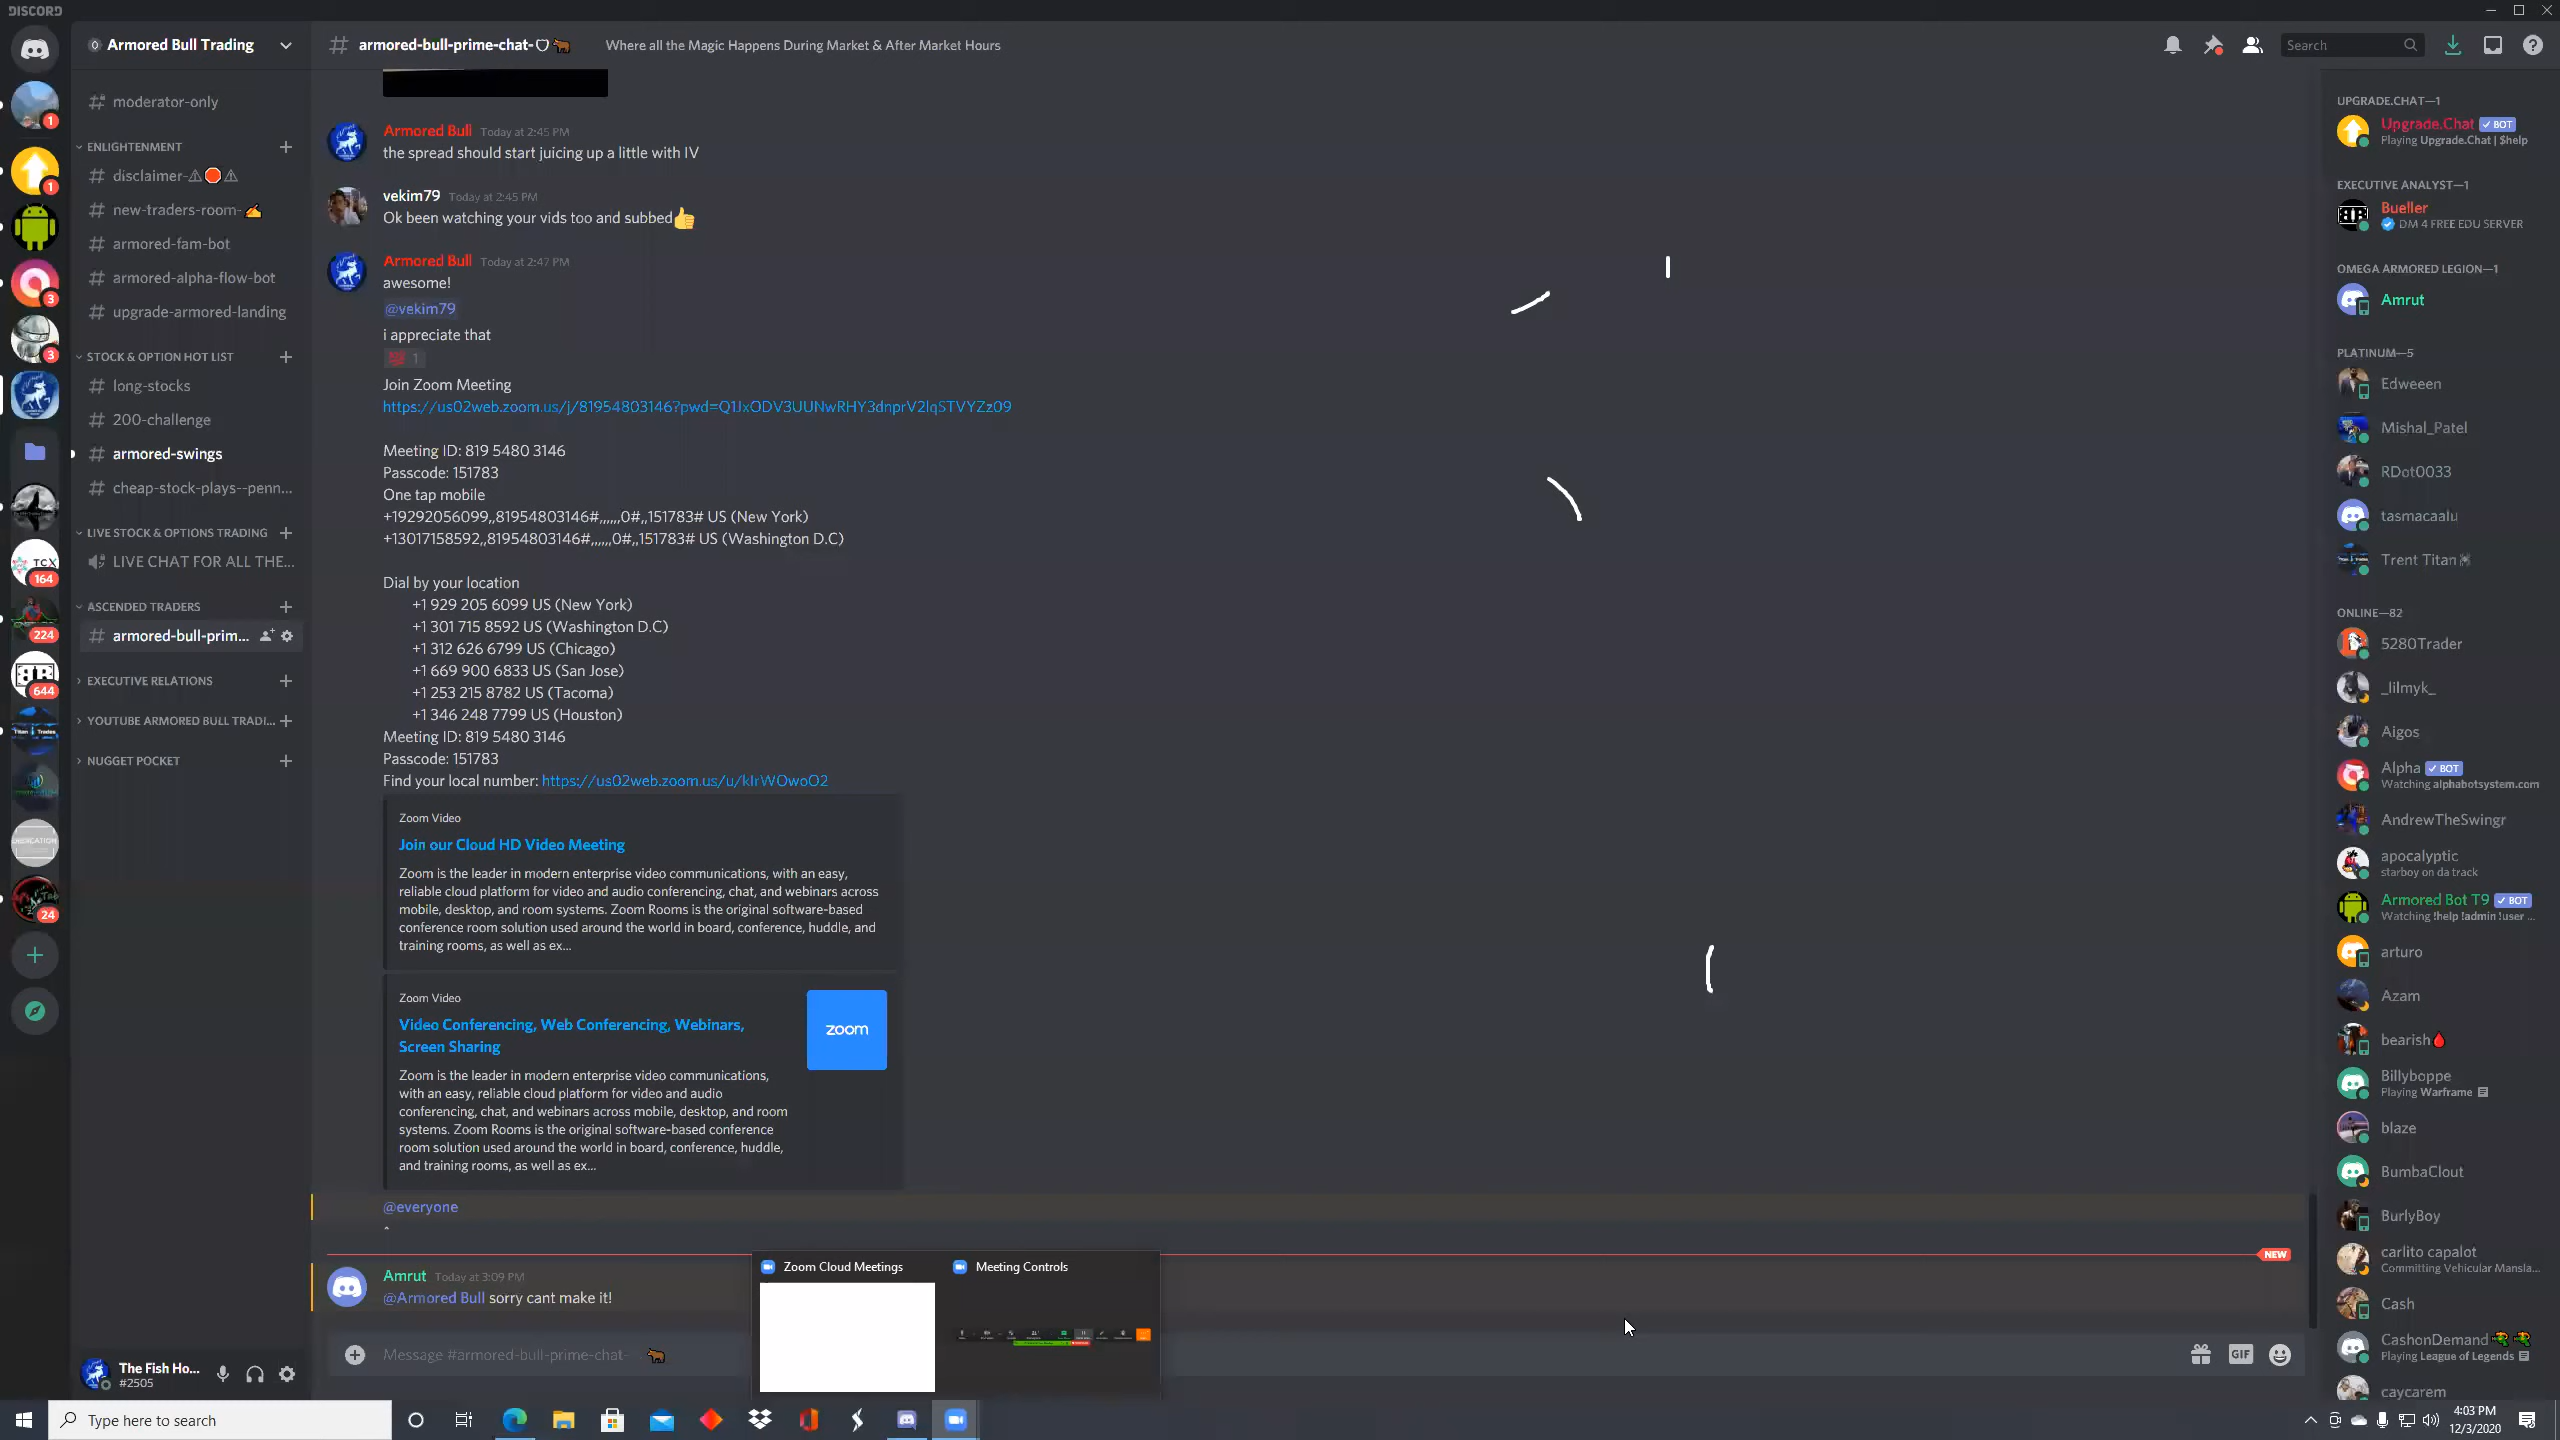 DISCORD
Armored Bull Trading
armored-bull-prime-chat-
Where all the Magic Happens During Market & After Market Hours
Search
moderator-only
ENLIGHTENMENT
disclaimer-
new-traders-room-
armored-fam-bot
armored-alpha-flow-bot
upgrade-armored-landing
STOCK & OPTION HOT LIST
long-stocks
200-challenge
armored-swings
cheap-stock-plays--penn...
LIVE STOCK & OPTIONS TRADING
LIVE CHAT FOR ALL THE...
ASCENDED TRADERS
armored-bull-prim...
EXECUTIVE RELATIONS
YOUTUBE ARMORED BULL TRADI...
NUGGET POCKET
1
1
3
3
TCX
164
224
644
24
The Fish Ho...
#2505
Armored Bull Today at 2:45 PM
the spread should start juicing up a little with IV
vekim79 Today at 2:45 PM
Ok been watching your vids too and subbed
Armored Bull Today at 2:47 PM
awesome!
@vekim79
i appreciate that
1
Join Zoom Meeting
https://us02web.zoom.us/j/81954803146?pwd=Q1JxODV3UUNwRHY3dnprV2lqSTVYZz09
Meeting ID: 819 5480 3146
Passcode: 151783
One tap mobile
+19292056099,,81954803146#,,,,,,0#,,151783# US (New York)
+13017158592,,81954803146#,,,,,,0#,,151783# US (Washington D.C)
Dial by your location
+1 929 205 6099 US (New York)
+1 301 715 8592 US (Washington D.C)
+1 312 626 6799 US (Chicago)
+1 669 900 6833 US (San Jose)
+1 253 215 8782 US (Tacoma)
+1 346 248 7799 US (Houston)
Meeting ID: 819 5480 3146
Passcode: 151783
Find your local number: https://us02web.zoom.us/u/kIrWOwoO2
Zoom Video
Join our Cloud HD Video Meeting
Zoom is the leader in modern enterprise video communications, with an easy,
reliable cloud platform for video and audio conferencing, chat, and webinars across
mobile, desktop, and room systems. Zoom Rooms is the original software-based
conference room solution used around the world in board, conference, huddle, and
training rooms, as well as ex...
Zoom Video
Video Conferencing, Web Conferencing, Webinars,
Screen Sharing
zoom
Zoom is the leader in modern enterprise video communications,
with an easy, reliable cloud platform for video and audio
conferencing, chat, and webinars across mobile, desktop, and room
systems. Zoom Rooms is the original software-based conference
room solution used around the world in board, conference, huddle,
and training rooms, as well as ex...
@everyone
^
NEW
Amrut Today at 3:09 PM
@Armored Bull sorry cant make it!
Zoom Cloud Meetings
Meeting Controls
Message #armored-bull-prime-chat-
GIF
UPGRADE.CHAT—1
Upgrade.Chat BOT
Playing Upgrade.Chat | $help
EXECUTIVE ANALYST—1
Bueller
DM 4 FREE EDU SERVER
OMEGA ARMORED LEGION—1
Amrut
PLATINUM—5
Edweeen
Mishal_Patel
RDot0033
tasmacaalu
Trent Titan
ONLINE—82
5280Trader
_lilmyk_
Aigos
Alpha BOT
Watching alphabotsystem.com
AndrewTheSwingr
apocalyptic
starboy on da track
Armored Bot T9 BOT
Watching !help !admin !user ...
arturo
Azam
bearish
Billyboppe
Playing Warframe
blaze
BumbaClout
BurlyBoy
carlito capalot
Committing Vehicular Mansla...
Cash
CashonDemand
Playing League of Legends
caycarem
Type here to search
4:03 PM
12/3/2020